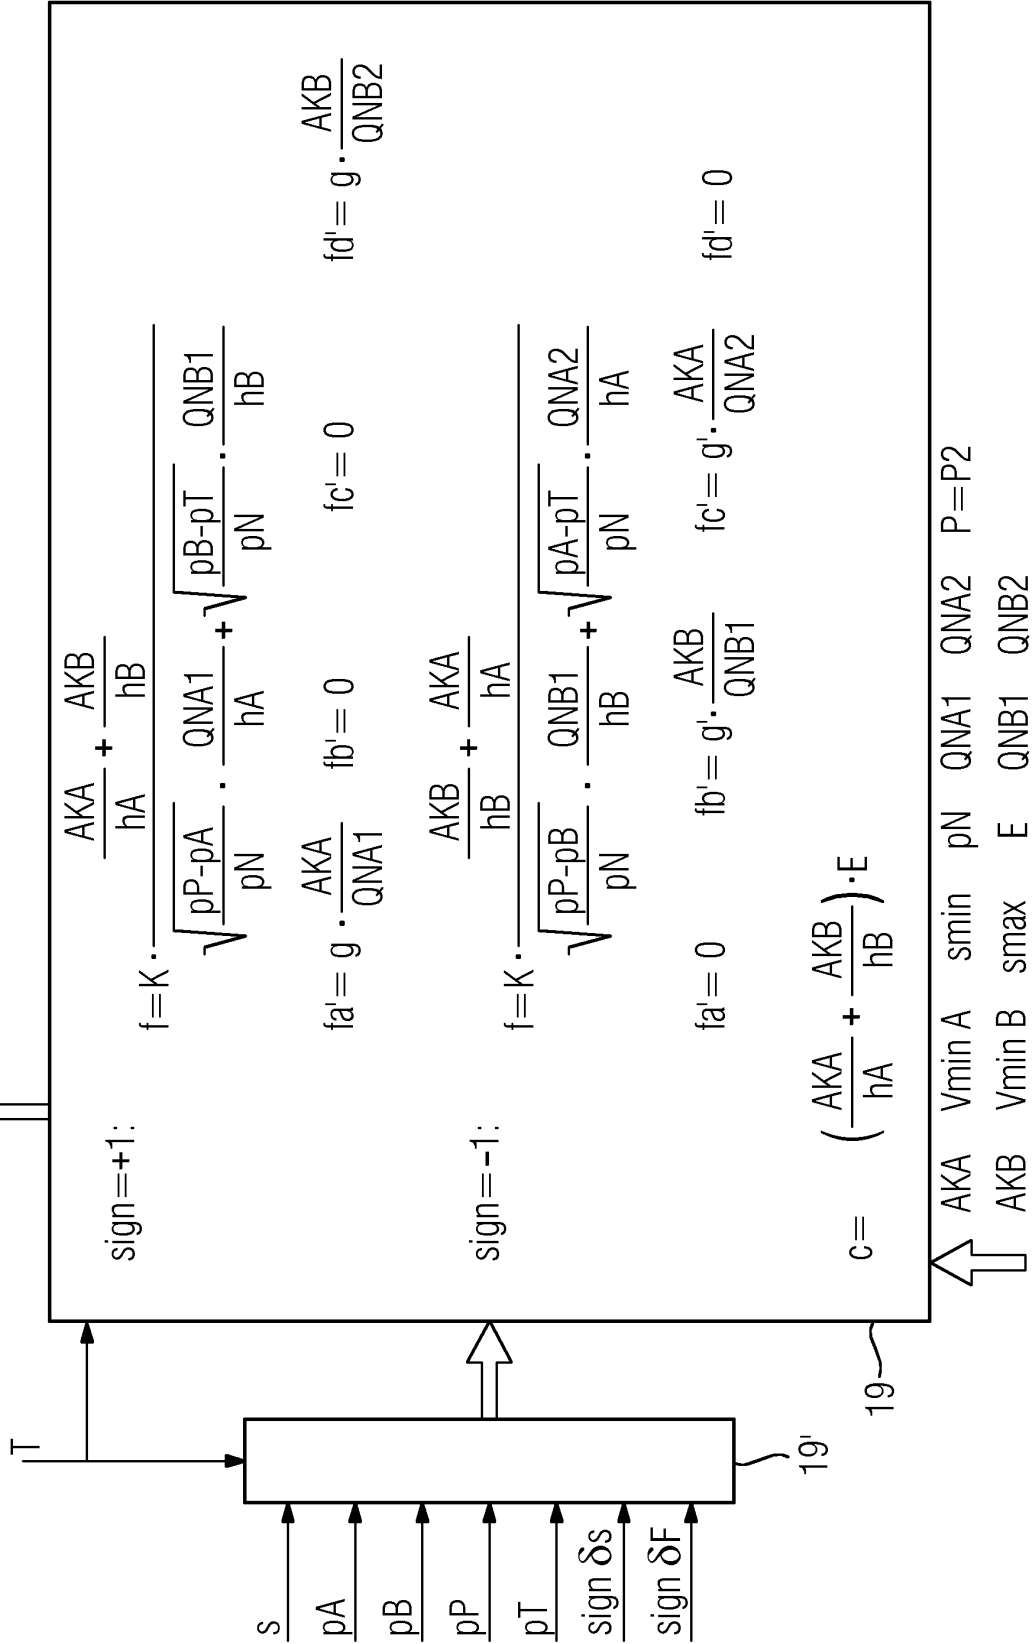 T
s
pA
pB
pP
pT
sign δs
sign δF
19'
19
sign=+1:
f=K· (AKA/hA + AKB/hB) / (√((pP-pA)/pN) · QNA1/hA + √((pB-pT)/pN) · QNB1/hB)
fa'= g · AKA/QNA1 fb'= 0 fc'= 0 fd'= g · AKB/QNB2
sign=-1:
f=K· (AKB/hB + AKA/hA) / (√((pP-pB)/pN) · QNB1/hB + √((pA-pT)/pN) · QNA2/hA)
fa'= 0 fb'= g'· AKB/QNB1 fc'= g'· AKA/QNA2 fd'= 0
c= (AKA/hA + AKB/hB)·E
AKA Vmin A smin pN QNA1 QNA2 P=P2
AKB Vmin B smax E QNB1 QNB2